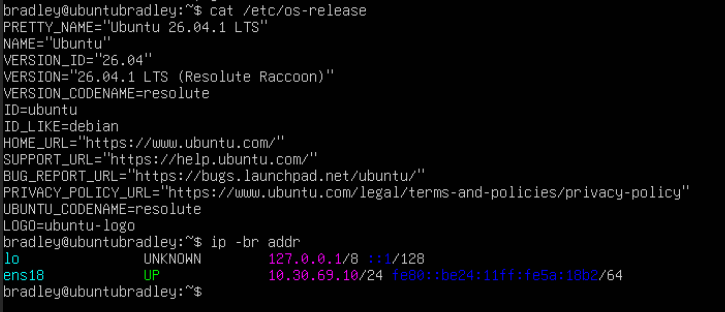 bradley@ubuntubradley:~$ cat /etc/os-release
PRETTY_NAME="Ubuntu 26.04.1 LTS"
NAME="Ubuntu"
VERSION_ID="26.04"
VERSION="26.04.1 LTS (Resolute Raccoon)"
VERSION_CODENAME=resolute
ID=ubuntu
ID_LIKE=debian
HOME_URL="https://www.ubuntu.com/"
SUPPORT_URL="https://help.ubuntu.com/"
BUG_REPORT_URL="https://bugs.launchpad.net/ubuntu/"
PRIVACY_POLICY_URL="https://www.ubuntu.com/legal/terms-and-policies/privacy-policy"
UBUNTU_CODENAME=resolute
LOGO=ubuntu-logo
bradley@ubuntubradley:~$ ip -br addr
lo UNKNOWN 127.0.0.1/8 ::1/128
ens18 UP 10.30.69.10/24 fe80::be24:11ff:fe5a:18b2/64
bradley@ubuntubradley:~$